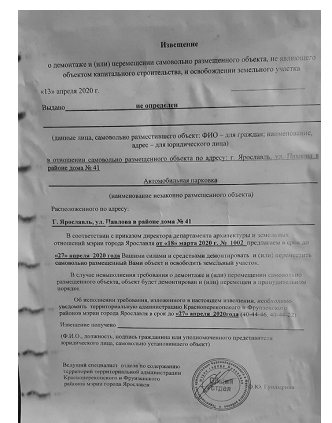 Извещение
о демонтаже и (или) перемещении самовольно размещенного объекта, не являющегося
объектом капитального строительства, и освобождении земельного участка
«13» апреля 2020 г.
Выдано не определен
(данные лица, самовольно разместившего объект: ФИО – для граждан; наименование,
адрес – для юридического лица)
в отношении самовольно размещенного объекта по адресу: г. Ярославль, ул. Павлова в
районе дома № 41
Автомобильная парковка
(наименование незаконно размещенного объекта)
Расположенного по адресу:
Г. Ярославль, ул. Павлова в районе дома № 41
В соответствии с приказом директора департамента архитектуры и земельных
отношений мэрии города Ярославля от «18» марта 2020 г. № 1002 предлагаем в срок до
«27» апреля 2020 года Вашими силами и средствами демонтировать и (или) переместить
самовольно размещенный Вами объект и освободить земельный участок.
В случае невыполнения требования о демонтаже и (или) перемещении самовольно
размещенного объекта, объект будет демонтирован и (или) перемещен в принудительном
порядке.
Об исполнении требования, изложенного в настоящем извещении, необходимо
уведомить территориальную администрацию Красноперекопского и Фрунзенского
районов мэрии города Ярославля в срок до «27» апреля 2020года (40-44-46,
Извещение получено
(Ф.И.О., должность, подпись гражданина или уполномоченного представителя
юридического лица, самовольно установившего объект)
Ведущий специалист отдела по содержанию
территорий территориальной администрации
Красноперекопского и Фрунзенского
районов мэрии города Ярославля